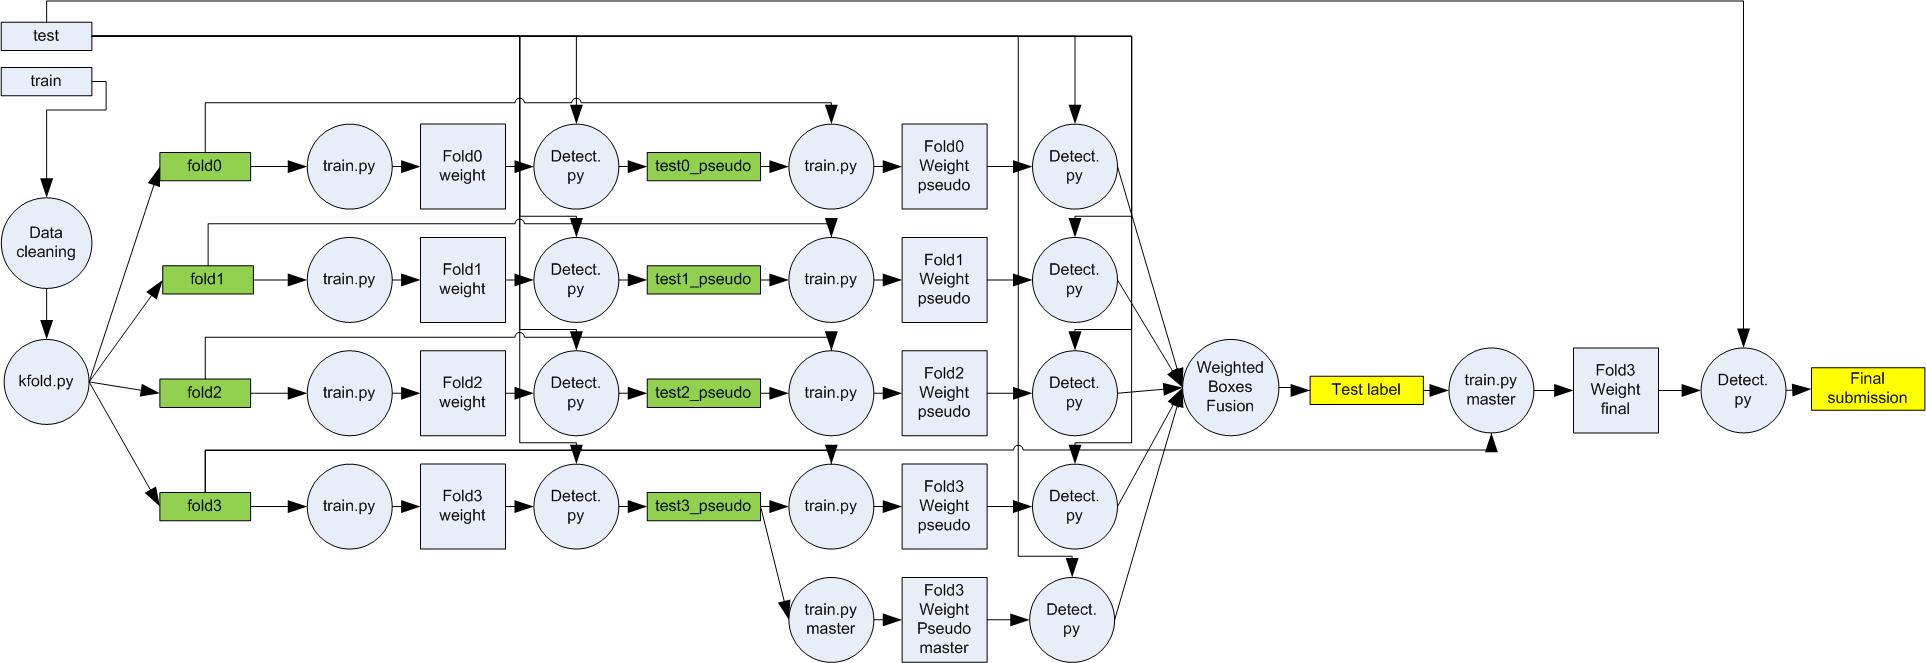 test
train
Data
cleaning
kfold.py
fold0
train.py
Fold0
weight
Detect.
py
test0_pseudo
train.py
Fold0
Weight
pseudo
Detect.
py
fold1
train.py
Fold1
weight
Detect.
py
test1_pseudo
train.py
Fold1
Weight
pseudo
Detect.
py
fold2
train.py
Fold2
weight
Detect.
py
test2_pseudo
train.py
Fold2
Weight
pseudo
Detect.
py
fold3
train.py
Fold3
weight
Detect.
py
test3_pseudo
train.py
Fold3
Weight
pseudo
Detect.
py
train.py
master
Fold3
Weight
Pseudo
master
Detect.
py
Weighted
Boxes
Fusion
Test label
train.py
master
Fold3
Weight
final
Detect.
py
Final
submission